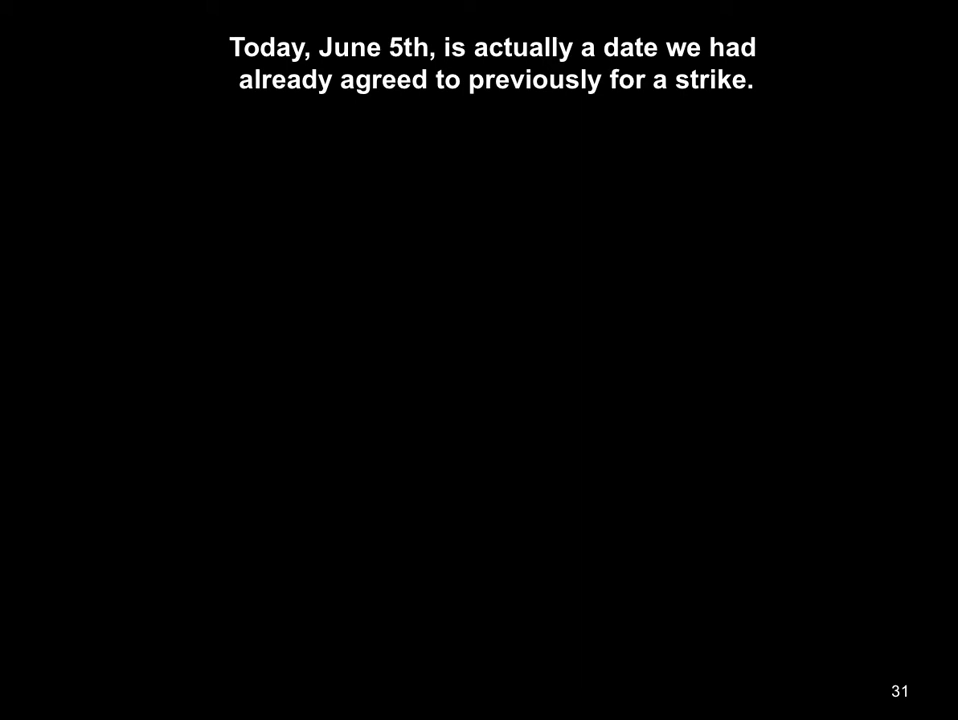 Today, June 5th, is actually a date we had
already agreed to previously for a strike.
31